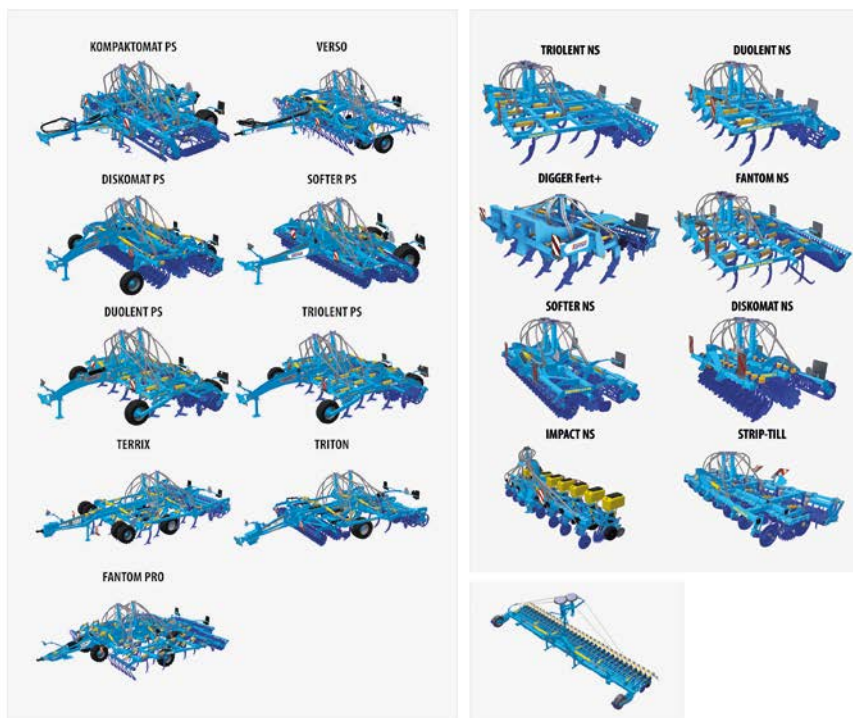 KOMPAKTOMAT PS
VERSO
DISKOMAT PS
SOFTER PS
DUOLENT PS
TRIOLENT PS
TERRIX
TRITON
FANTOM PRO
TRIOLENT NS
DUOLENT NS
DIGGER Fert+
FANTOM NS
SOFTER NS
DISKOMAT NS
IMPACT NS
STRIP-TILL